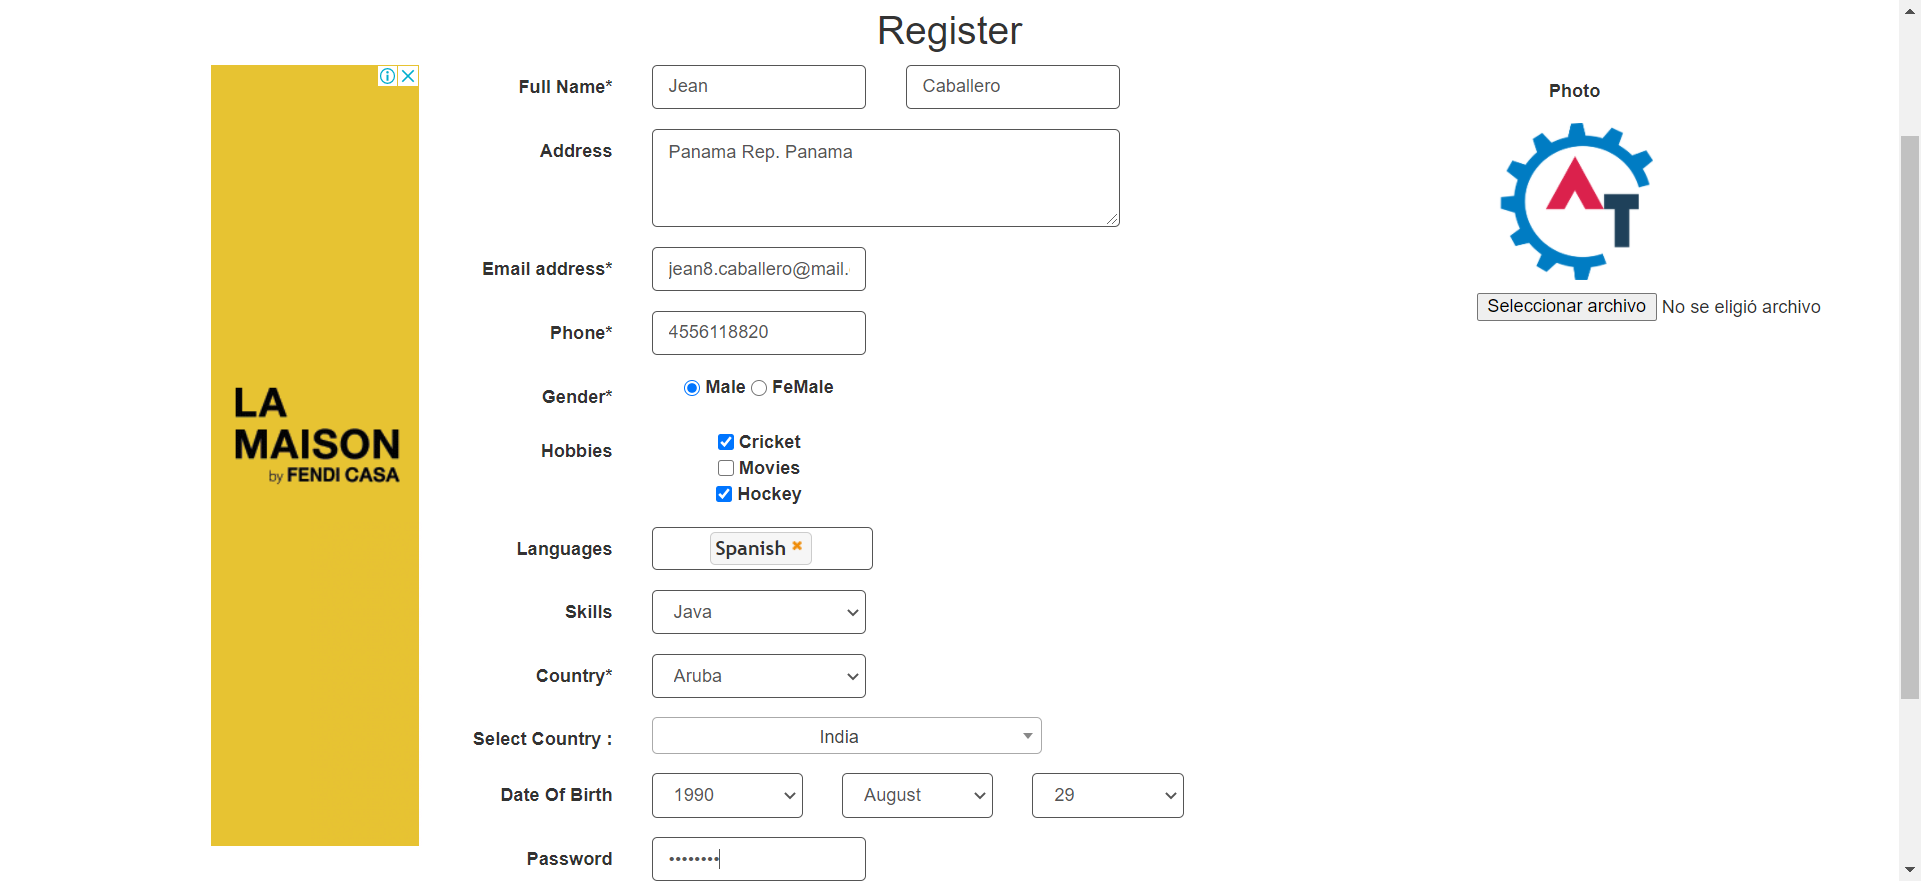 Register
LA
MAISON
by FENDI CASA
Full Name*
Jean
Caballero
Address
Panama Rep. Panama
Email address*
jean8.caballero@mail.
Phone*
4556118820
Gender*
Male
FeMale
Hobbies
Cricket
Movies
Hockey
Languages
Spanish
Skills
Java
Country*
Aruba
Select Country :
India
Date Of Birth
1990
August
29
Password
••••••••
Photo
AT
Seleccionar archivo
No se eligió archivo